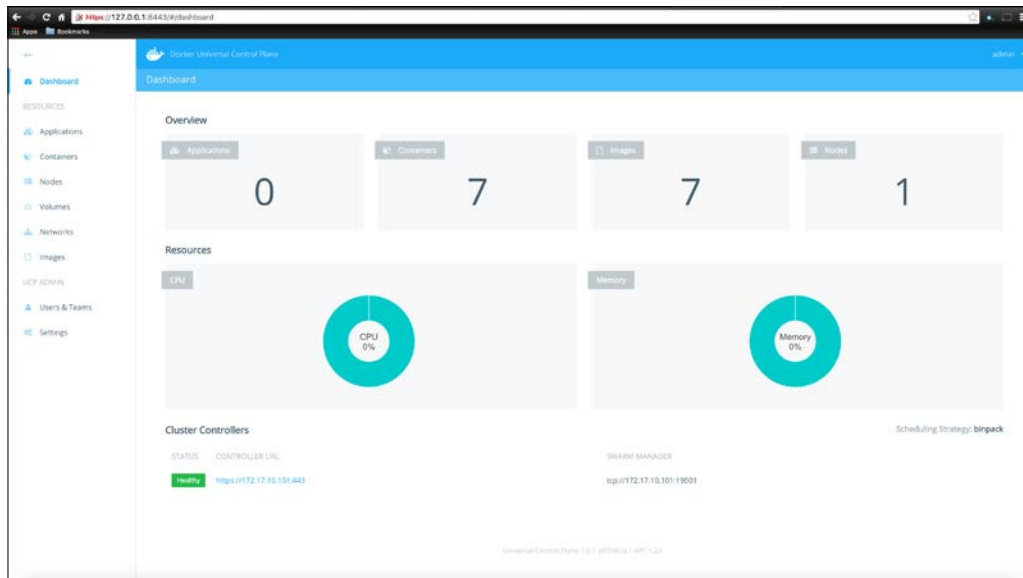 https://127.0.0.1:8443/#/dashboard
Apps Bookmarks
Docker Universal Control Plane
admin
Dashboard
Dashboard
RESOURCES
Applications
Containers
Nodes
Volumes
Networks
Images
UCP ADMIN
Users & Teams
Settings
Overview
Applications
Containers
Images
Nodes
0
7
7
1
Resources
CPU
Memory
CPU
0%
Memory
0%
Cluster Controllers
Scheduling Strategy: binpack
STATUS CONTROLLER URL SWARM MANAGER
Healthy https://172.17.10.101:443 tcp://172.17.10.101:19001
Universal Control Plane